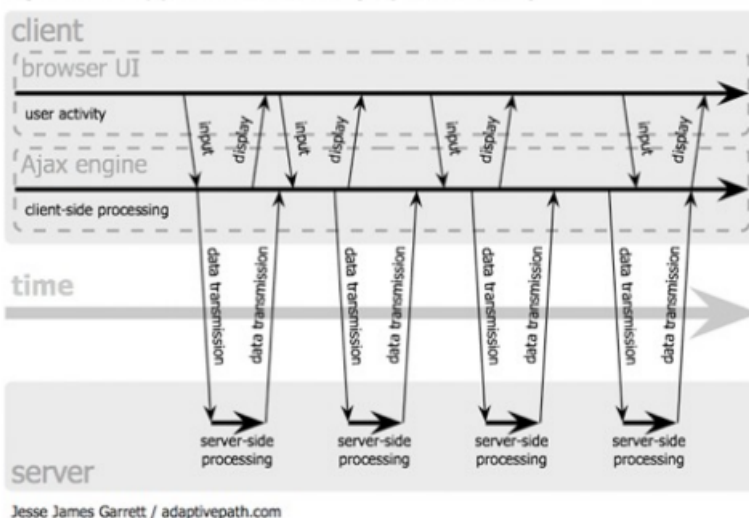 client
browser UI
user activity
input
display
input
display
input
display
input
display
Ajax engine
client-side processing
data transmission
data transmission
data transmission
data transmission
data transmission
data transmission
data transmission
data transmission
time
server-side
processing
server-side
processing
server-side
processing
server-side
processing
server
Jesse James Garrett / adaptivepath.com